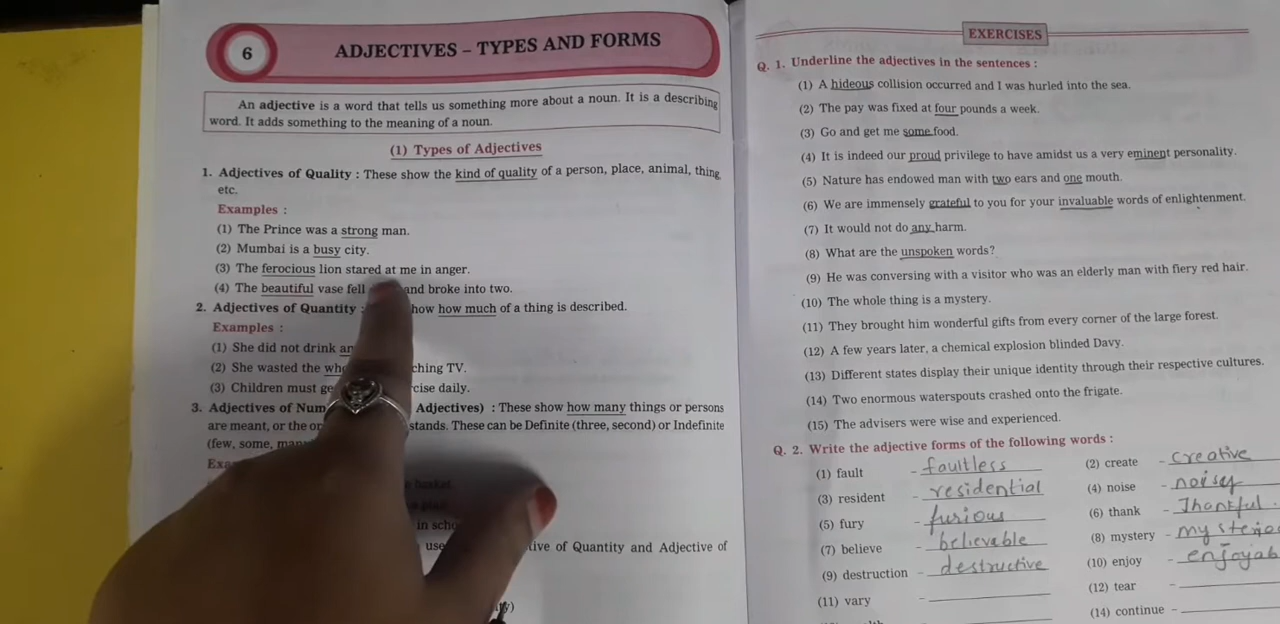 6
ADJECTIVES – TYPES AND FORMS
An adjective is a word that tells us something more about a noun. It is a describing
word. It adds something to the meaning of a noun.
(1) Types of Adjectives
1. Adjectives of Quality : These show the kind of quality of a person, place, animal, thing
etc.
Examples :
(1) The Prince was a strong man.
(2) Mumbai is a busy city.
(3) The ferocious lion stared at me in anger.
(4) The beautiful vase fell and broke into two.
2. Adjectives of Quantity : how how much of a thing is described.
Examples :
(1) She did not drink
(2) She wasted the ching TV.
(3) Children must cise daily.
3. Adjectives of Num Adjectives) : These show how many things or persons
are meant, or the stands. These can be Definite (three, second) or Indefinite
(few, some,
in
use tive of Quantity and Adjective of
EXERCISES
Q. 1. Underline the adjectives in the sentences :
(1) A hideous collision occurred and I was hurled into the sea.
(2) The pay was fixed at four pounds a week.
(3) Go and get me some food.
(4) It is indeed our proud privilege to have amidst us a very eminent personality.
(5) Nature has endowed man with two ears and one mouth.
(6) We are immensely grateful to you for your invaluable words of enlightenment.
(7) It would not do any harm.
(8) What are the unspoken words?
(9) He was conversing with a visitor who was an elderly man with fiery red hair.
(10) The whole thing is a mystery.
(11) They brought him wonderful gifts from every corner of the large forest.
(12) A few years later, a chemical explosion blinded Davy.
(13) Different states display their unique identity through their respective cultures.
(14) Two enormous waterspouts crashed onto the frigate.
(15) The advisers were wise and experienced.
Q. 2. Write the adjective forms of the following words :
(1) fault - faultless (2) create - creative
(3) resident - residential (4) noise - noisy
(5) fury - furious (6) thank - Thankful.
(7) believe - believable (8) mystery - mysterio
(9) destruction - destructive (10) enjoy - enjoyab
(11) vary - (12) tear -
(14) continue -